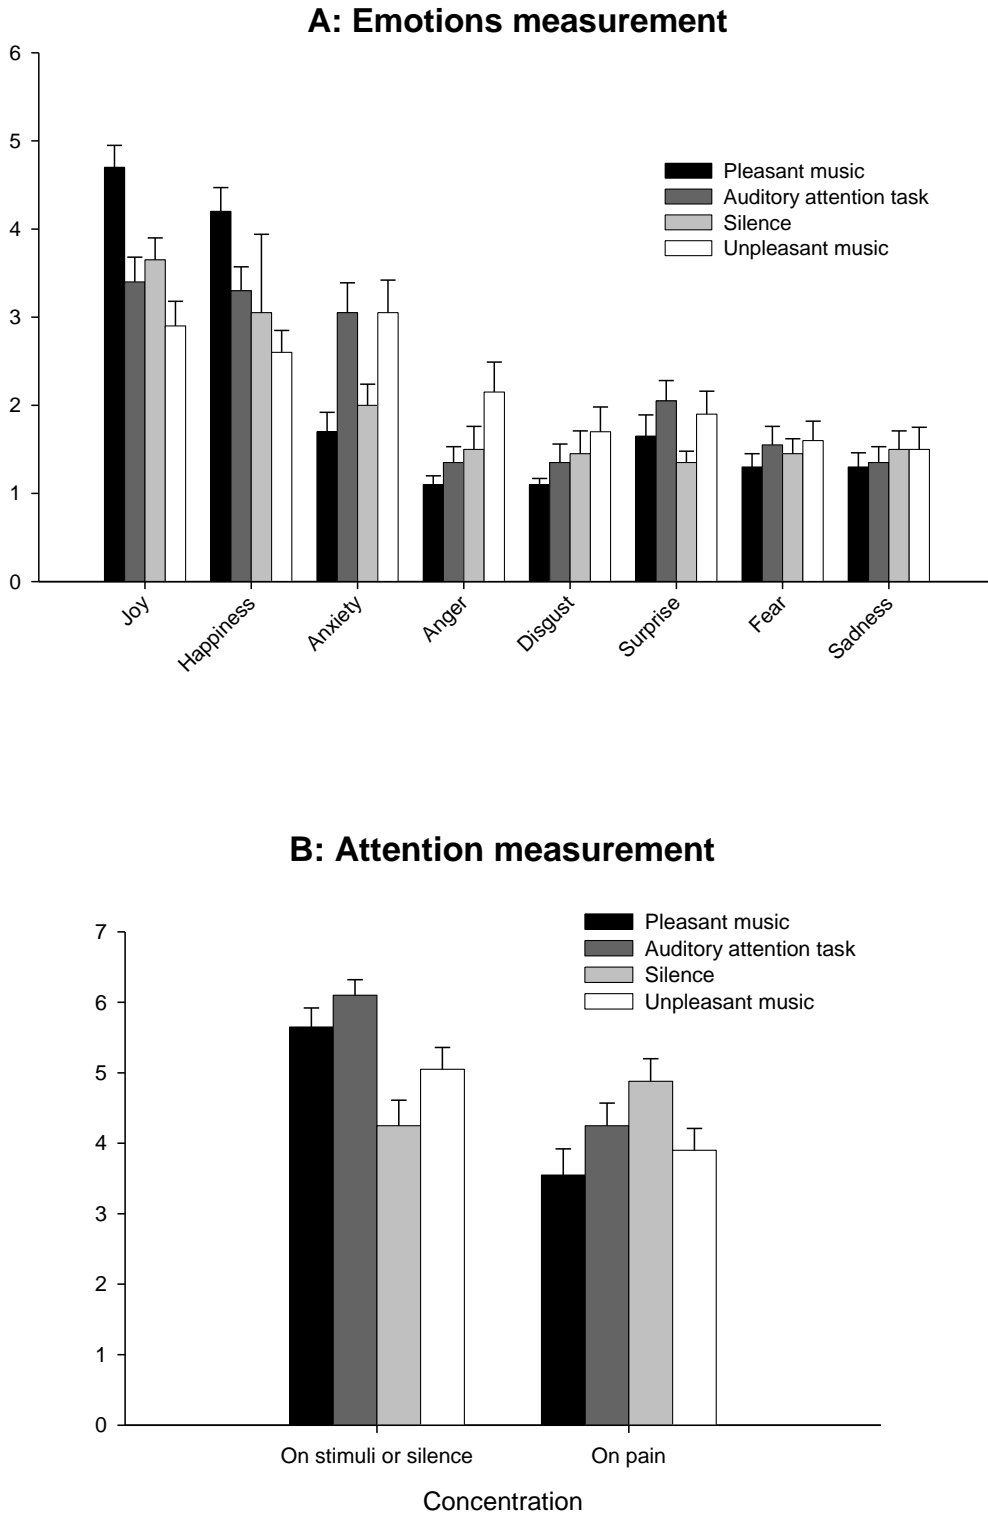 A: Emotions measurement
6
5
4
3
2
1
0
Pleasant music
Auditory attention task
Silence
Unpleasant music
Joy
Happiness
Anxiety
Anger
Disgust
Surprise
Fear
Sadness
B: Attention measurement
7
6
5
4
3
2
1
0
Pleasant music
Auditory attention task
Silence
Unpleasant music
On stimuli or silence
On pain
Concentration